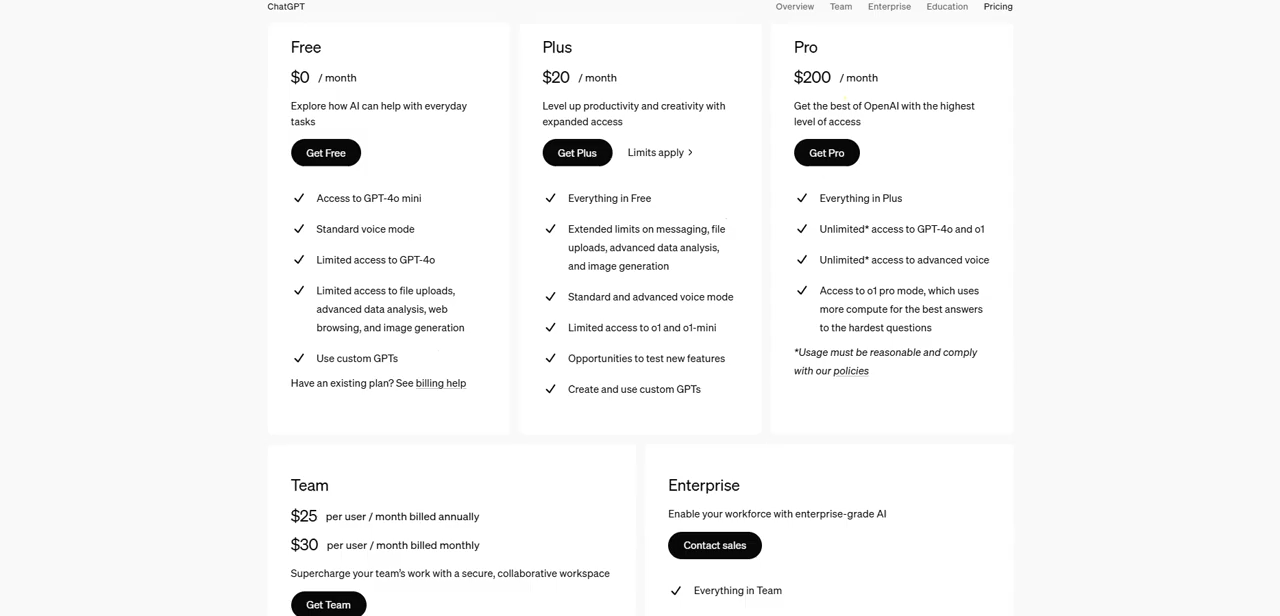 ChatGPT
Overview Team Enterprise Education Pricing
Free
$0 / month
Explore how AI can help with everyday
tasks
Get Free
Access to GPT-4o mini
Standard voice mode
Limited access to GPT-4o
Limited access to file uploads,
advanced data analysis, web
browsing, and image generation
Use custom GPTs
Have an existing plan? See billing help
Plus
$20 / month
Level up productivity and creativity with
expanded access
Get Plus
Limits apply >
Everything in Free
Extended limits on messaging, file
uploads, advanced data analysis,
and image generation
Standard and advanced voice mode
Limited access to o1 and o1-mini
Opportunities to test new features
Create and use custom GPTs
Pro
$200 / month
Get the best of OpenAI with the highest
level of access
Get Pro
Everything in Plus
Unlimited* access to GPT-4o and o1
Unlimited* access to advanced voice
Access to o1 pro mode, which uses
more compute for the best answers
to the hardest questions
*Usage must be reasonable and comply
with our policies
Team
$25 per user / month billed annually
$30 per user / month billed monthly
Supercharge your team’s work with a secure, collaborative workspace
Get Team
Enterprise
Enable your workforce with enterprise-grade AI
Contact sales
Everything in Team